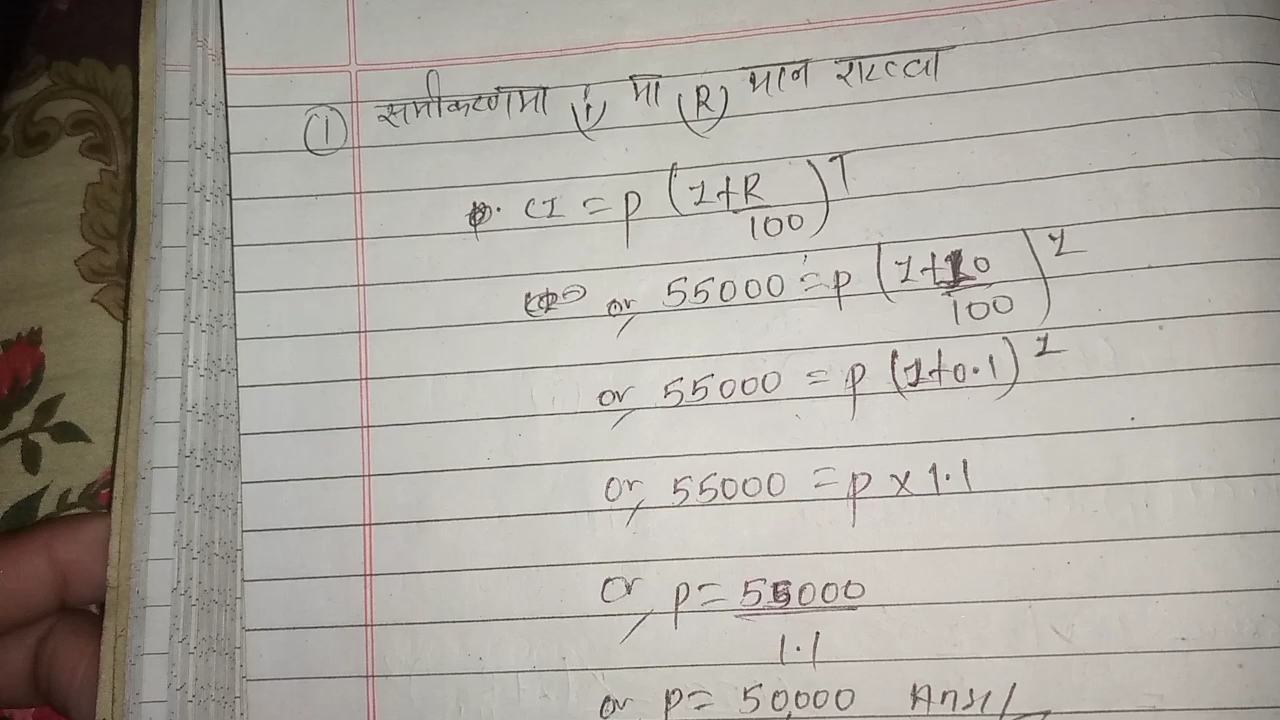 ① समीकरणमा (i) मा (R) मान राख्दा
CI = p (1+R/100)^T
or, 55000 = p (1+10/100)^1
or, 55000 = p (1+0.1)^1
or, 55000 = p x 1.1
or, p = 55000/1.1
or p = 50,000 Ans//